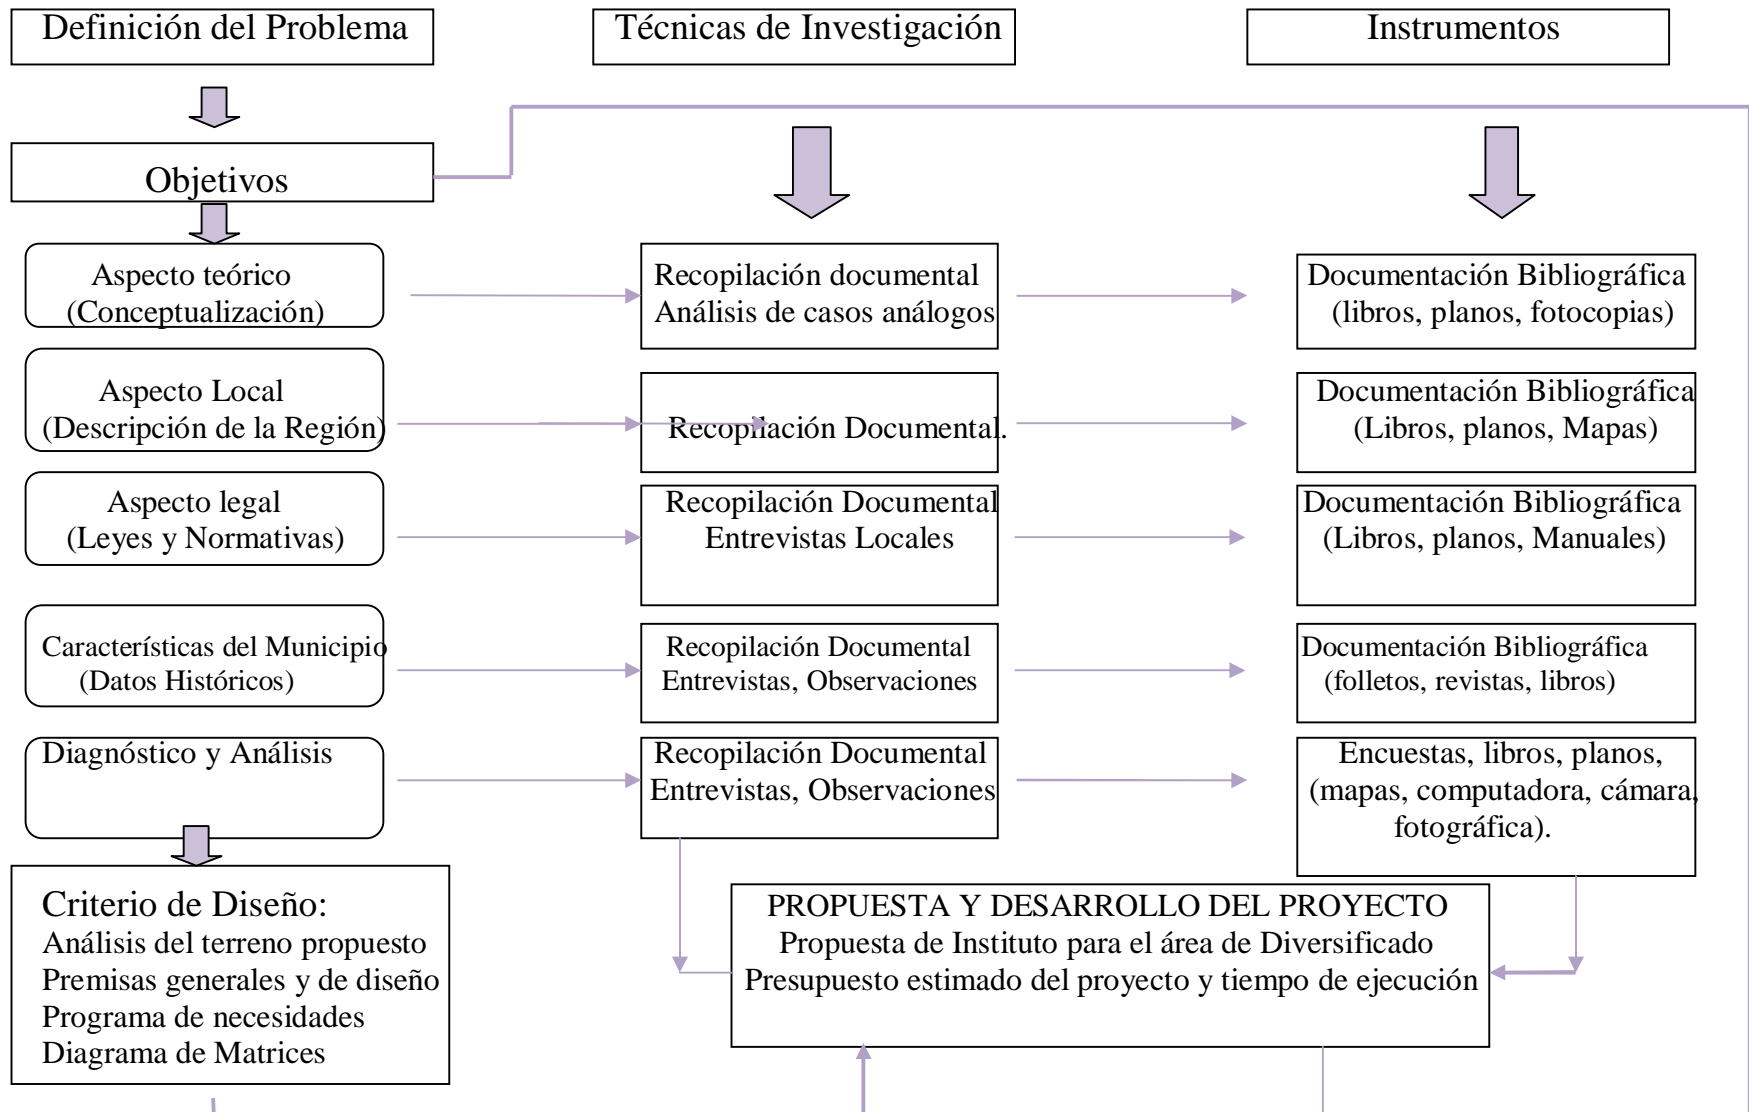 Definición del Problema
Técnicas de Investigación
Instrumentos
Objetivos
Aspecto teórico
(Conceptualización)
Recopilación documental
Análisis de casos análogos
Documentación Bibliográfica
(libros, planos, fotocopias)
Aspecto Local
(Descripción de la Región)
Recopilación Documental.
Documentación Bibliográfica
(Libros, planos, Mapas)
Aspecto legal
(Leyes y Normativas)
Recopilación Documental
Entrevistas Locales
Documentación Bibliográfica
(Libros, planos, Manuales)
Características del Municipio
(Datos Históricos)
Recopilación Documental
Entrevistas, Observaciones
Documentación Bibliográfica
(folletos, revistas, libros)
Diagnóstico y Análisis
Recopilación Documental
Entrevistas, Observaciones
Encuestas, libros, planos,
(mapas, computadora, cámara,
fotográfica).
Criterio de Diseño:
Análisis del terreno propuesto
Premisas generales y de diseño
Programa de necesidades
Diagrama de Matrices
PROPUESTA Y DESARROLLO DEL PROYECTO
Propuesta de Instituto para el área de Diversificado
Presupuesto estimado del proyecto y tiempo de ejecución